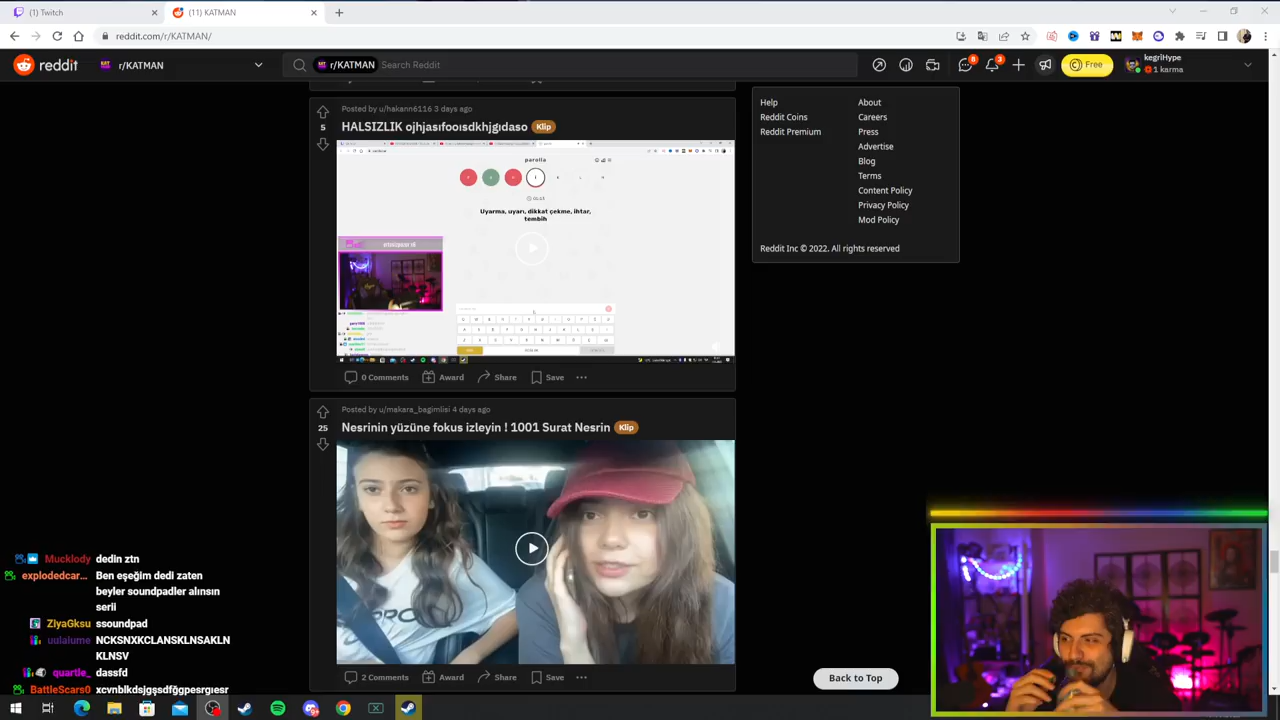 (1) Twitch
(11) KATMAN
reddit.com/r/KATMAN/
reddit
r/KATMAN
r/KATMAN
Search Reddit
8
3
Free
kegriHype
1 karma
Help
About
Reddit Coins
Careers
Reddit Premium
Press
Advertise
Blog
Terms
Content Policy
Privacy Policy
Mod Policy
Reddit Inc © 2022. All rights reserved
Posted by u/hakann6116 3 days ago
5
HALSIZLIK ojhjasıfooısdkhjgıdaso Klip
parolla
Uyarma, uyarı, dikkat çekme, ihtar,
tembih
0 Comments
Award
Share
Save
Posted by u/makara_bagimlisi 4 days ago
25
Nesrinin yüzüne fokus izleyin ! 1001 Surat Nesrin Klip
2 Comments
Award
Share
Save
Back to Top
Mucklody dedin ztn
explodedcar... Ben eşeğim dedi zaten
beyler soundpadler alınsın
serii
ZiyaGksu ssoundpad
uulaiume NCKSNXKCLANSKLNSAKLN
KLNSV
quartle_ dassfd
BattleScars0 xcvnblkdsjgşsdfğgpesrgıesr